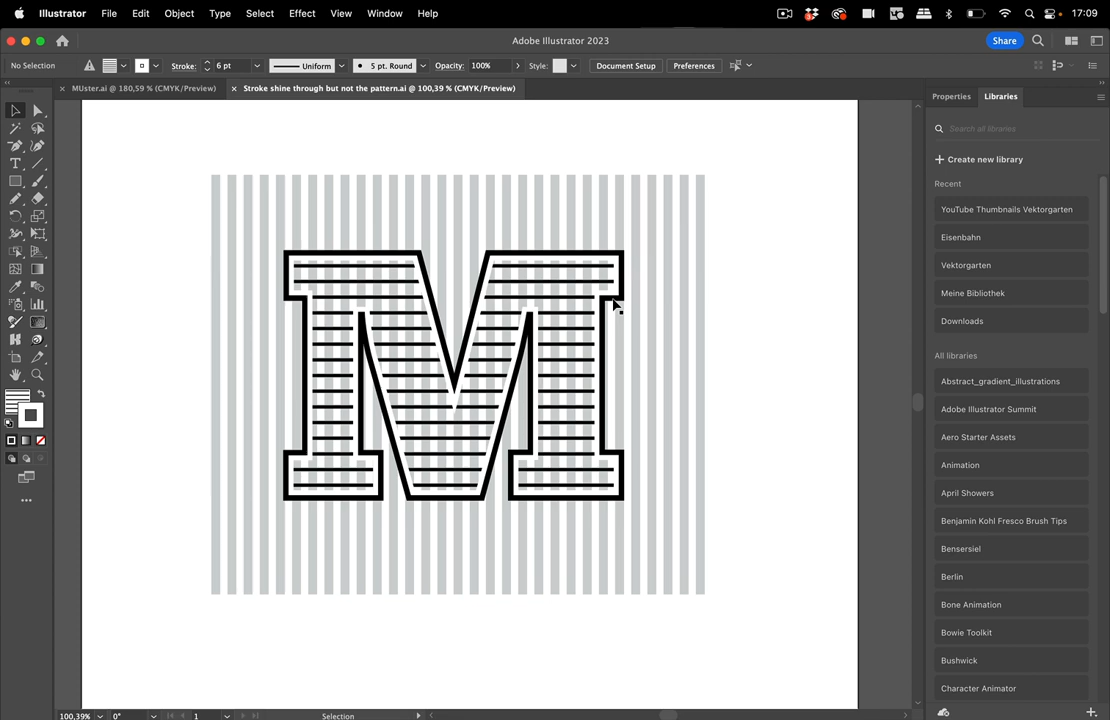 Illustrator File Edit Object Type Select Effect View Window Help 3 17:09
Adobe Illustrator 2023 Share
No Selection Stroke: 6 pt Uniform 5 pt. Round Opacity: 100% Style: Document Setup Preferences
× MUster.ai @ 180,59 % (CMYK/Preview) × Stroke shine through but not the pattern.ai @ 100,39 % (CMYK/Preview)
Properties Libraries
Search all libraries
Create new library
Recent
YouTube Thumbnails Vektorgarten
Eisenbahn
Vektorgarten
Meine Bibliothek
Downloads
All libraries
Abstract_gradient_illustrations
Adobe Illustrator Summit
Aero Starter Assets
Animation
April Showers
Benjamin Kohl Fresco Brush Tips
Bensersiel
Berlin
Bone Animation
Bowie Toolkit
Bushwick
Character Animator
M
100,39% 0° 1 Selection